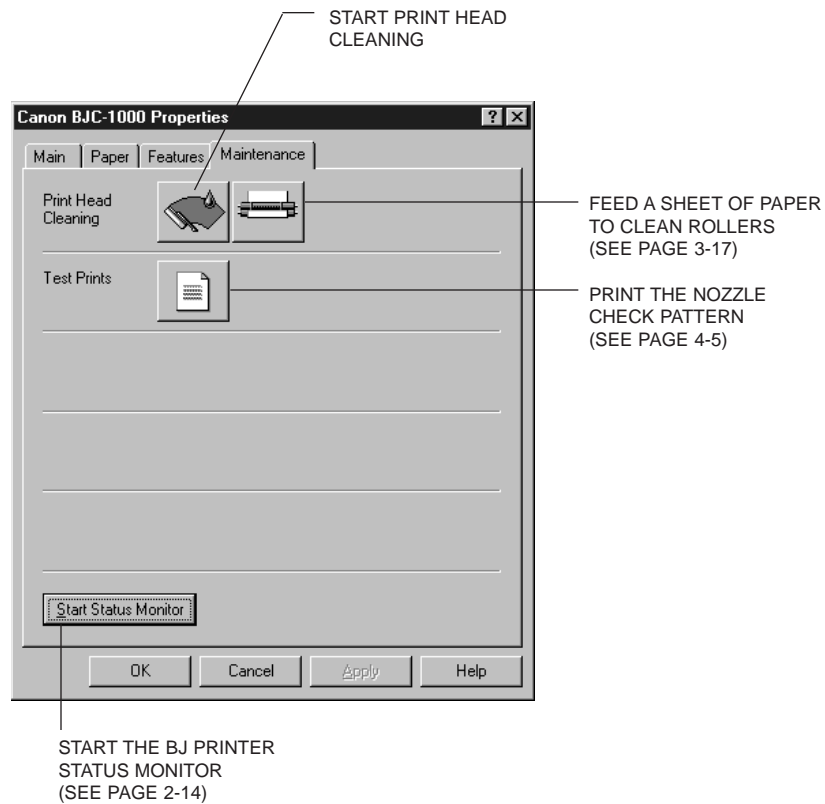 START PRINT HEAD
CLEANING
Canon BJC-1000 Properties
Main Paper Features Maintenance
Print Head
Cleaning
FEED A SHEET OF PAPER
TO CLEAN ROLLERS
(SEE PAGE 3-17)
Test Prints
PRINT THE NOZZLE
CHECK PATTERN
(SEE PAGE 4-5)
Start Status Monitor
OK Cancel Apply Help
START THE BJ PRINTER
STATUS MONITOR
(SEE PAGE 2-14)